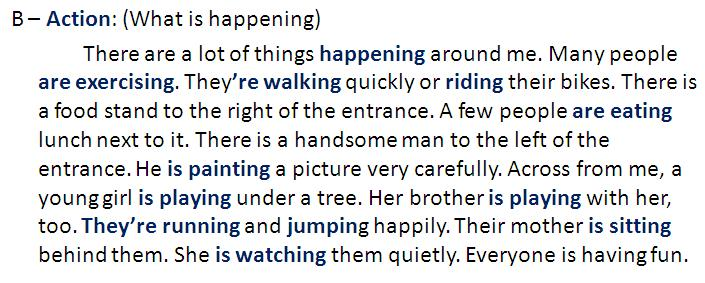 B – Action: (What is happening)
There are a lot of things happening around me. Many people
are exercising. They're walking quickly or riding their bikes. There is
a food stand to the right of the entrance. A few people are eating
lunch next to it. There is a handsome man to the left of the
entrance. He is painting a picture very carefully. Across from me, a
young girl is playing under a tree. Her brother is playing with her,
too. They're running and jumping happily. Their mother is sitting
behind them. She is watching them quietly. Everyone is having fun.